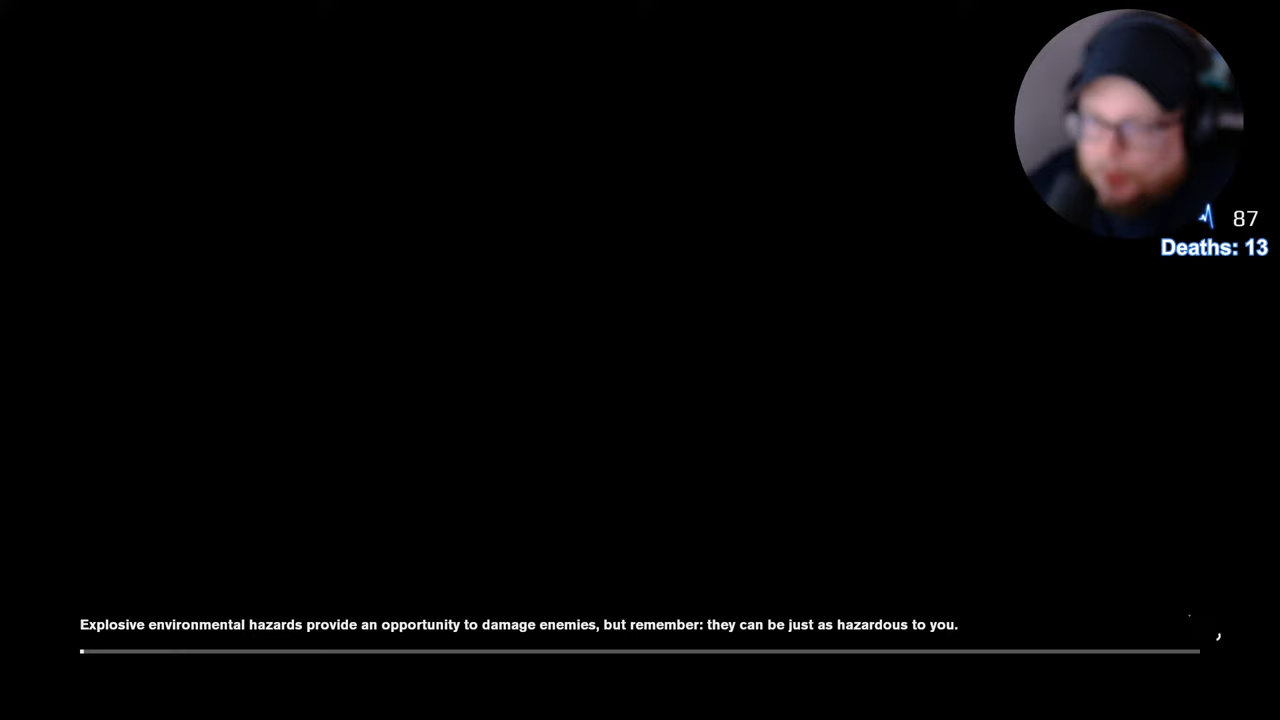 87
Deaths: 13
Explosive environmental hazards provide an opportunity to damage enemies, but remember: they can be just as hazardous to you.